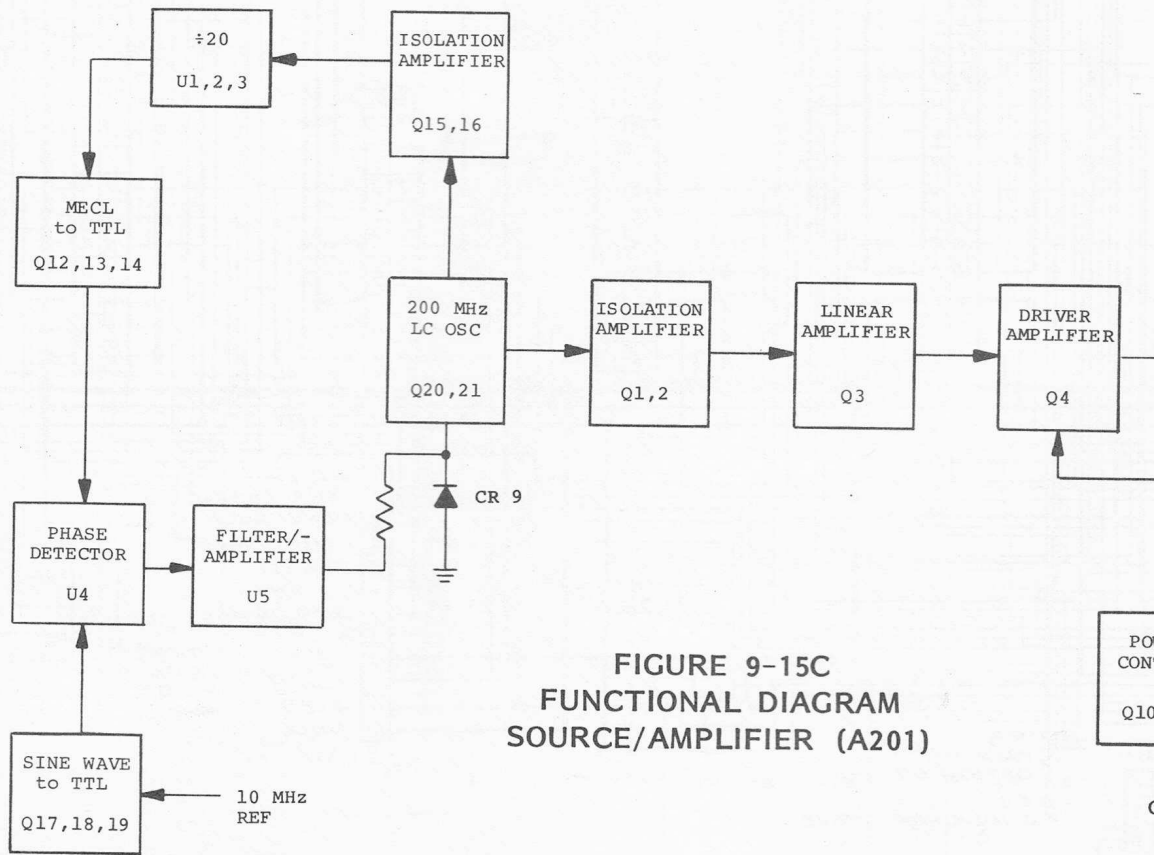 ÷20
U1,2,3
ISOLATION
AMPLIFIER
Q15,16
MECL
to TTL
Q12,13,14
200 MHz
LC OSC
Q20,21
ISOLATION
AMPLIFIER
Q1,2
LINEAR
AMPLIFIER
Q3
DRIVER
AMPLIFIER
Q4
CR 9
PHASE
DETECTOR
U4
FILTER/-
AMPLIFIER
U5
SINE WAVE
to TTL
Q17,18,19
10 MHz
REF
FIGURE 9-15C
FUNCTIONAL DIAGRAM
SOURCE/AMPLIFIER (A201)
Q10